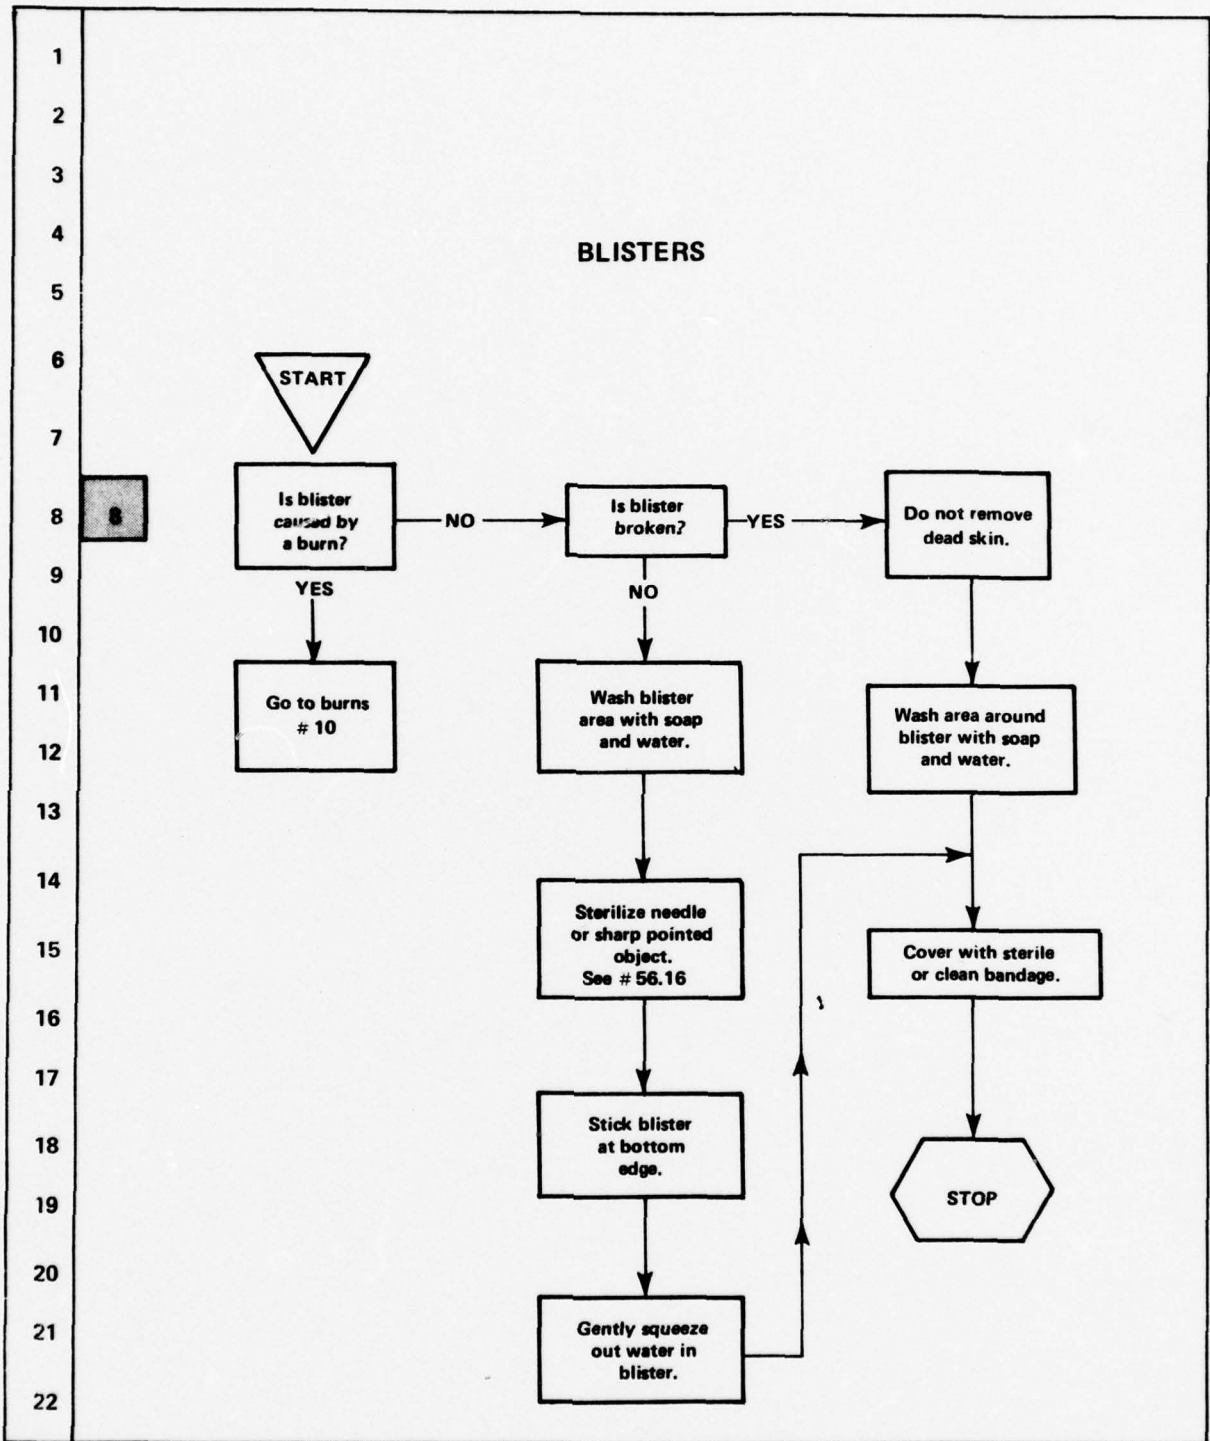 1
2
3
4
5
6
7
8
9
10
11
12
13
14
15
16
17
18
19
20
21
22
8
BLISTERS
START
Is blister
caused by
a burn?
NO
YES
Go to burns
# 10
Is blister
broken?
YES
NO
Wash blister
area with soap
and water.
Sterilize needle
or sharp pointed
object.
See # 56.16
Stick blister
at bottom
edge.
Gently squeeze
out water in
blister.
Do not remove
dead skin.
Wash area around
blister with soap
and water.
Cover with sterile
or clean bandage.
STOP